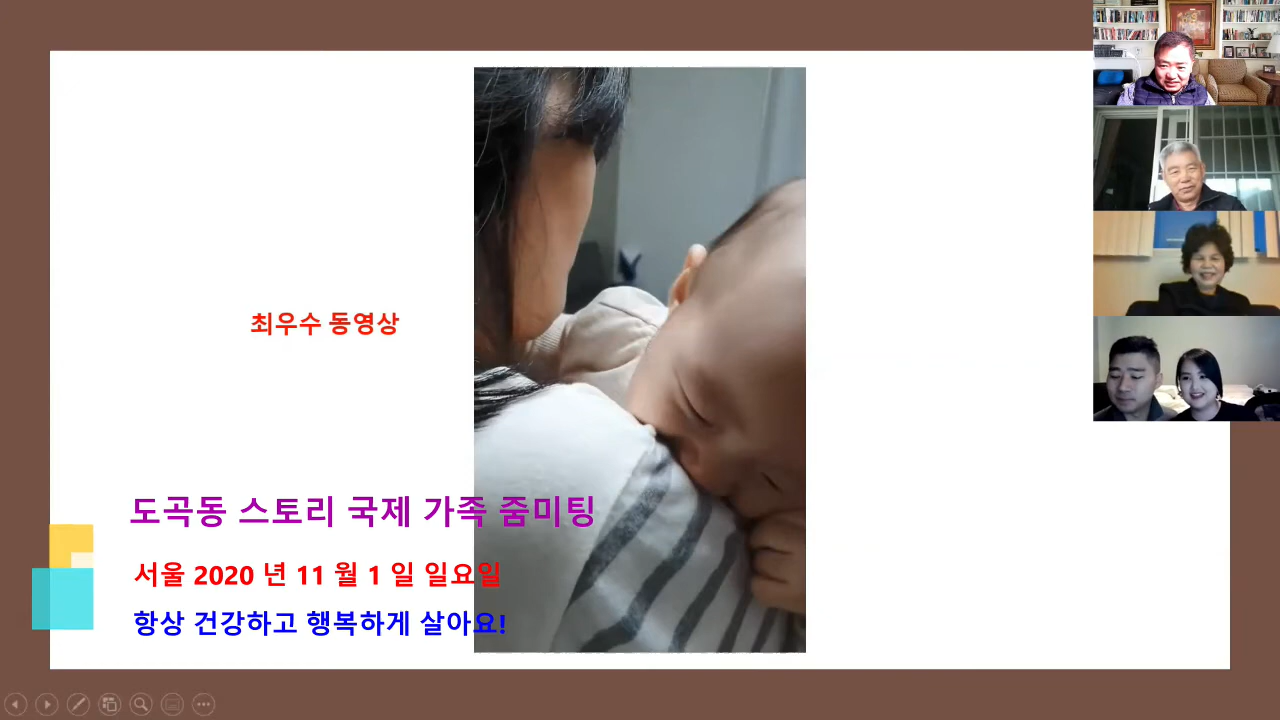 최우수 동영상
도곡동 스토리 국제 가족 줌미팅
서울 2020 년 11 월 1 일 일요일
항상 건강하고 행복하게 살아요!